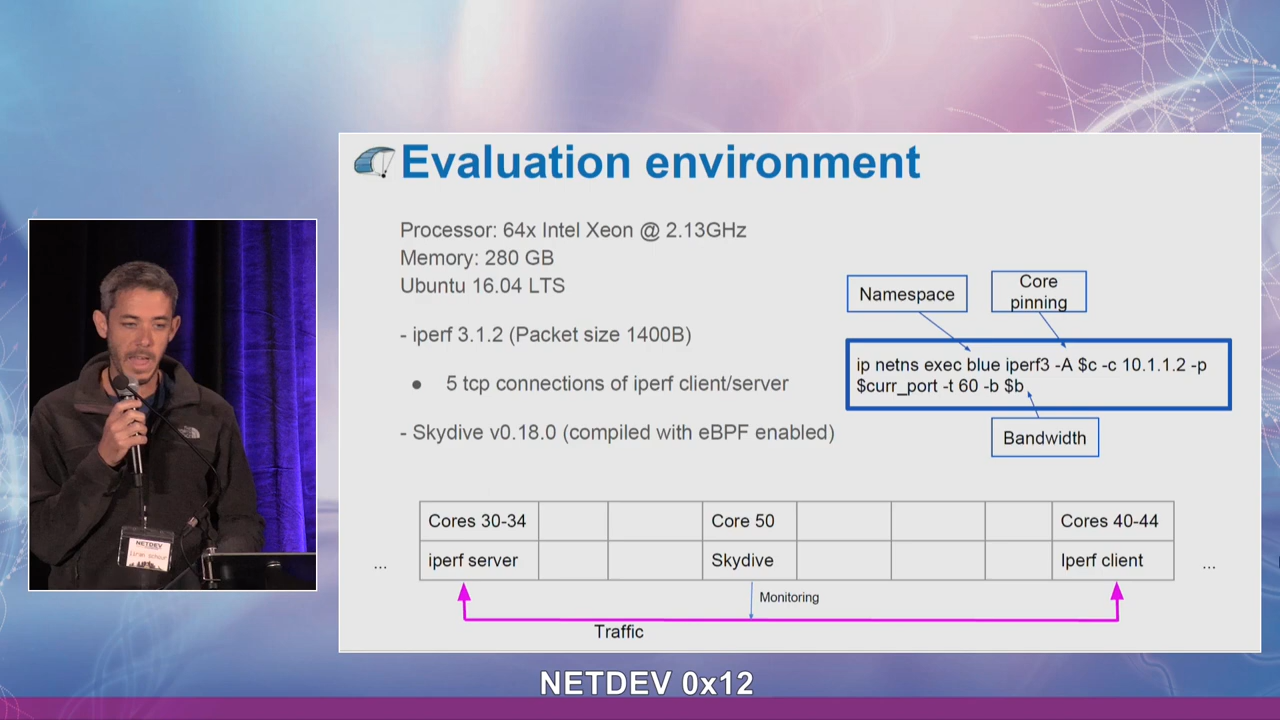 Evaluation environment
Processor: 64x Intel Xeon @ 2.13GHz
Memory: 280 GB
Ubuntu 16.04 LTS
- iperf 3.1.2 (Packet size 1400B)
● 5 tcp connections of iperf client/server
- Skydive v0.18.0 (compiled with eBPF enabled)
Namespace
Core
pinning
ip netns exec blue iperf3 -A $c -c 10.1.1.2 -p
$curr_port -t 60 -b $b
Bandwidth
Cores 30-34 Core 50 Cores 40-44
... iperf server Skydive Iperf client ...
Monitoring
Traffic
NETDEV
NETDEV 0x12